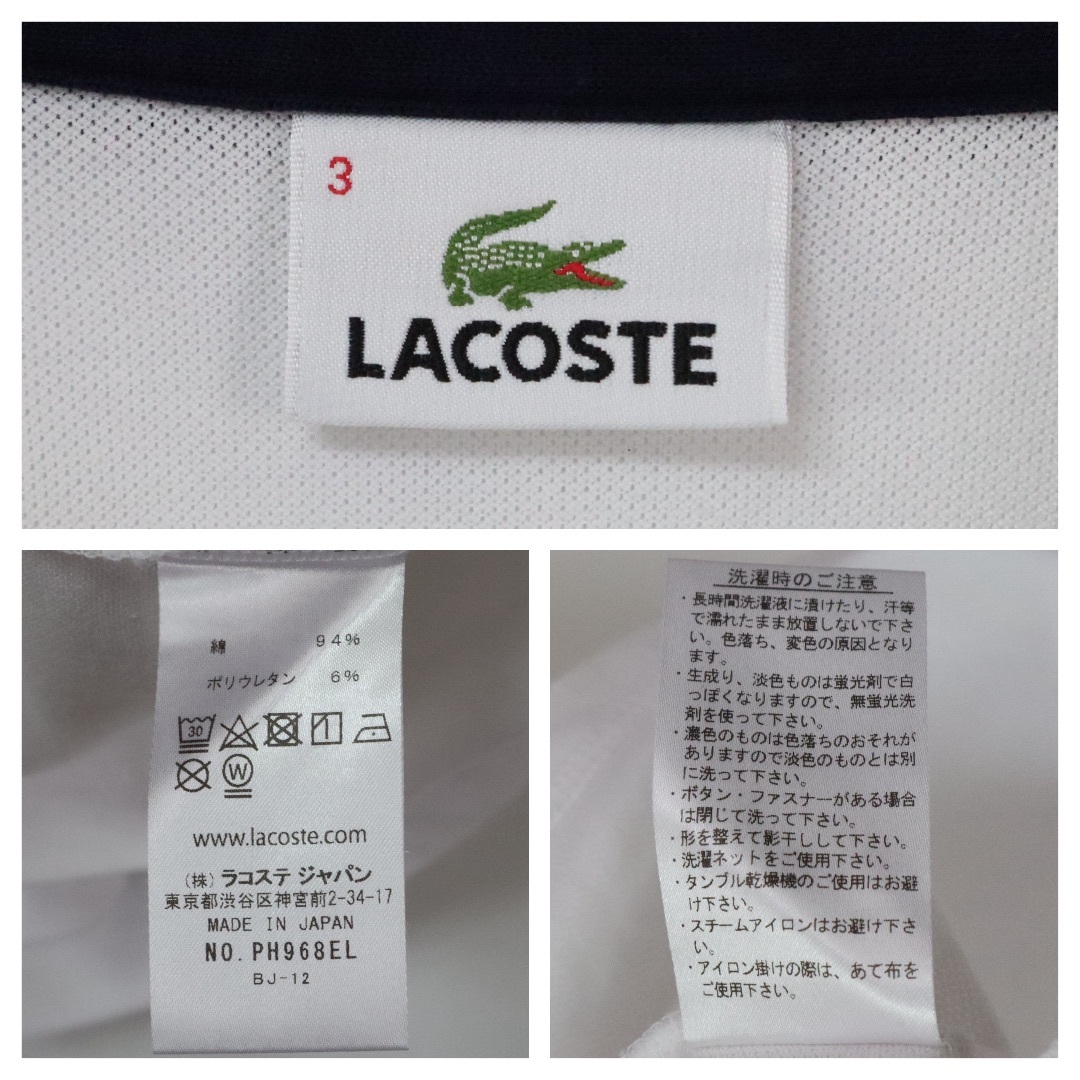 3
LACOSTE
綿 94%
ポリウレタン 6%
30
W
www.lacoste.com
(株) ラコステ ジャパン
東京都渋谷区神宮前2-34-17
MADE IN JAPAN
NO. PH968EL
BJ-12
洗濯時のご注意
・長時間洗濯液に漬けたり、汗等
で濡れたまま放置しないで下さ
い。色落ち、変色の原因となり
ます。
・生成り、淡色ものは蛍光剤で白
っぽくなりますので、無蛍光洗
剤を使って下さい。
・濃色のものは色落ちのおそれが
ありますので淡色のものとは別
に洗って下さい。
・ボタン・ファスナーがある場合
は閉じて洗って下さい。
・形を整えて影干しして下さい。
・洗濯ネットをご使用下さい。
・タンブル乾燥機のご使用はお避
け下さい。
・スチームアイロンはお避け下さ
い。
・アイロン掛けの際は、あて布を
ご使用下さい。